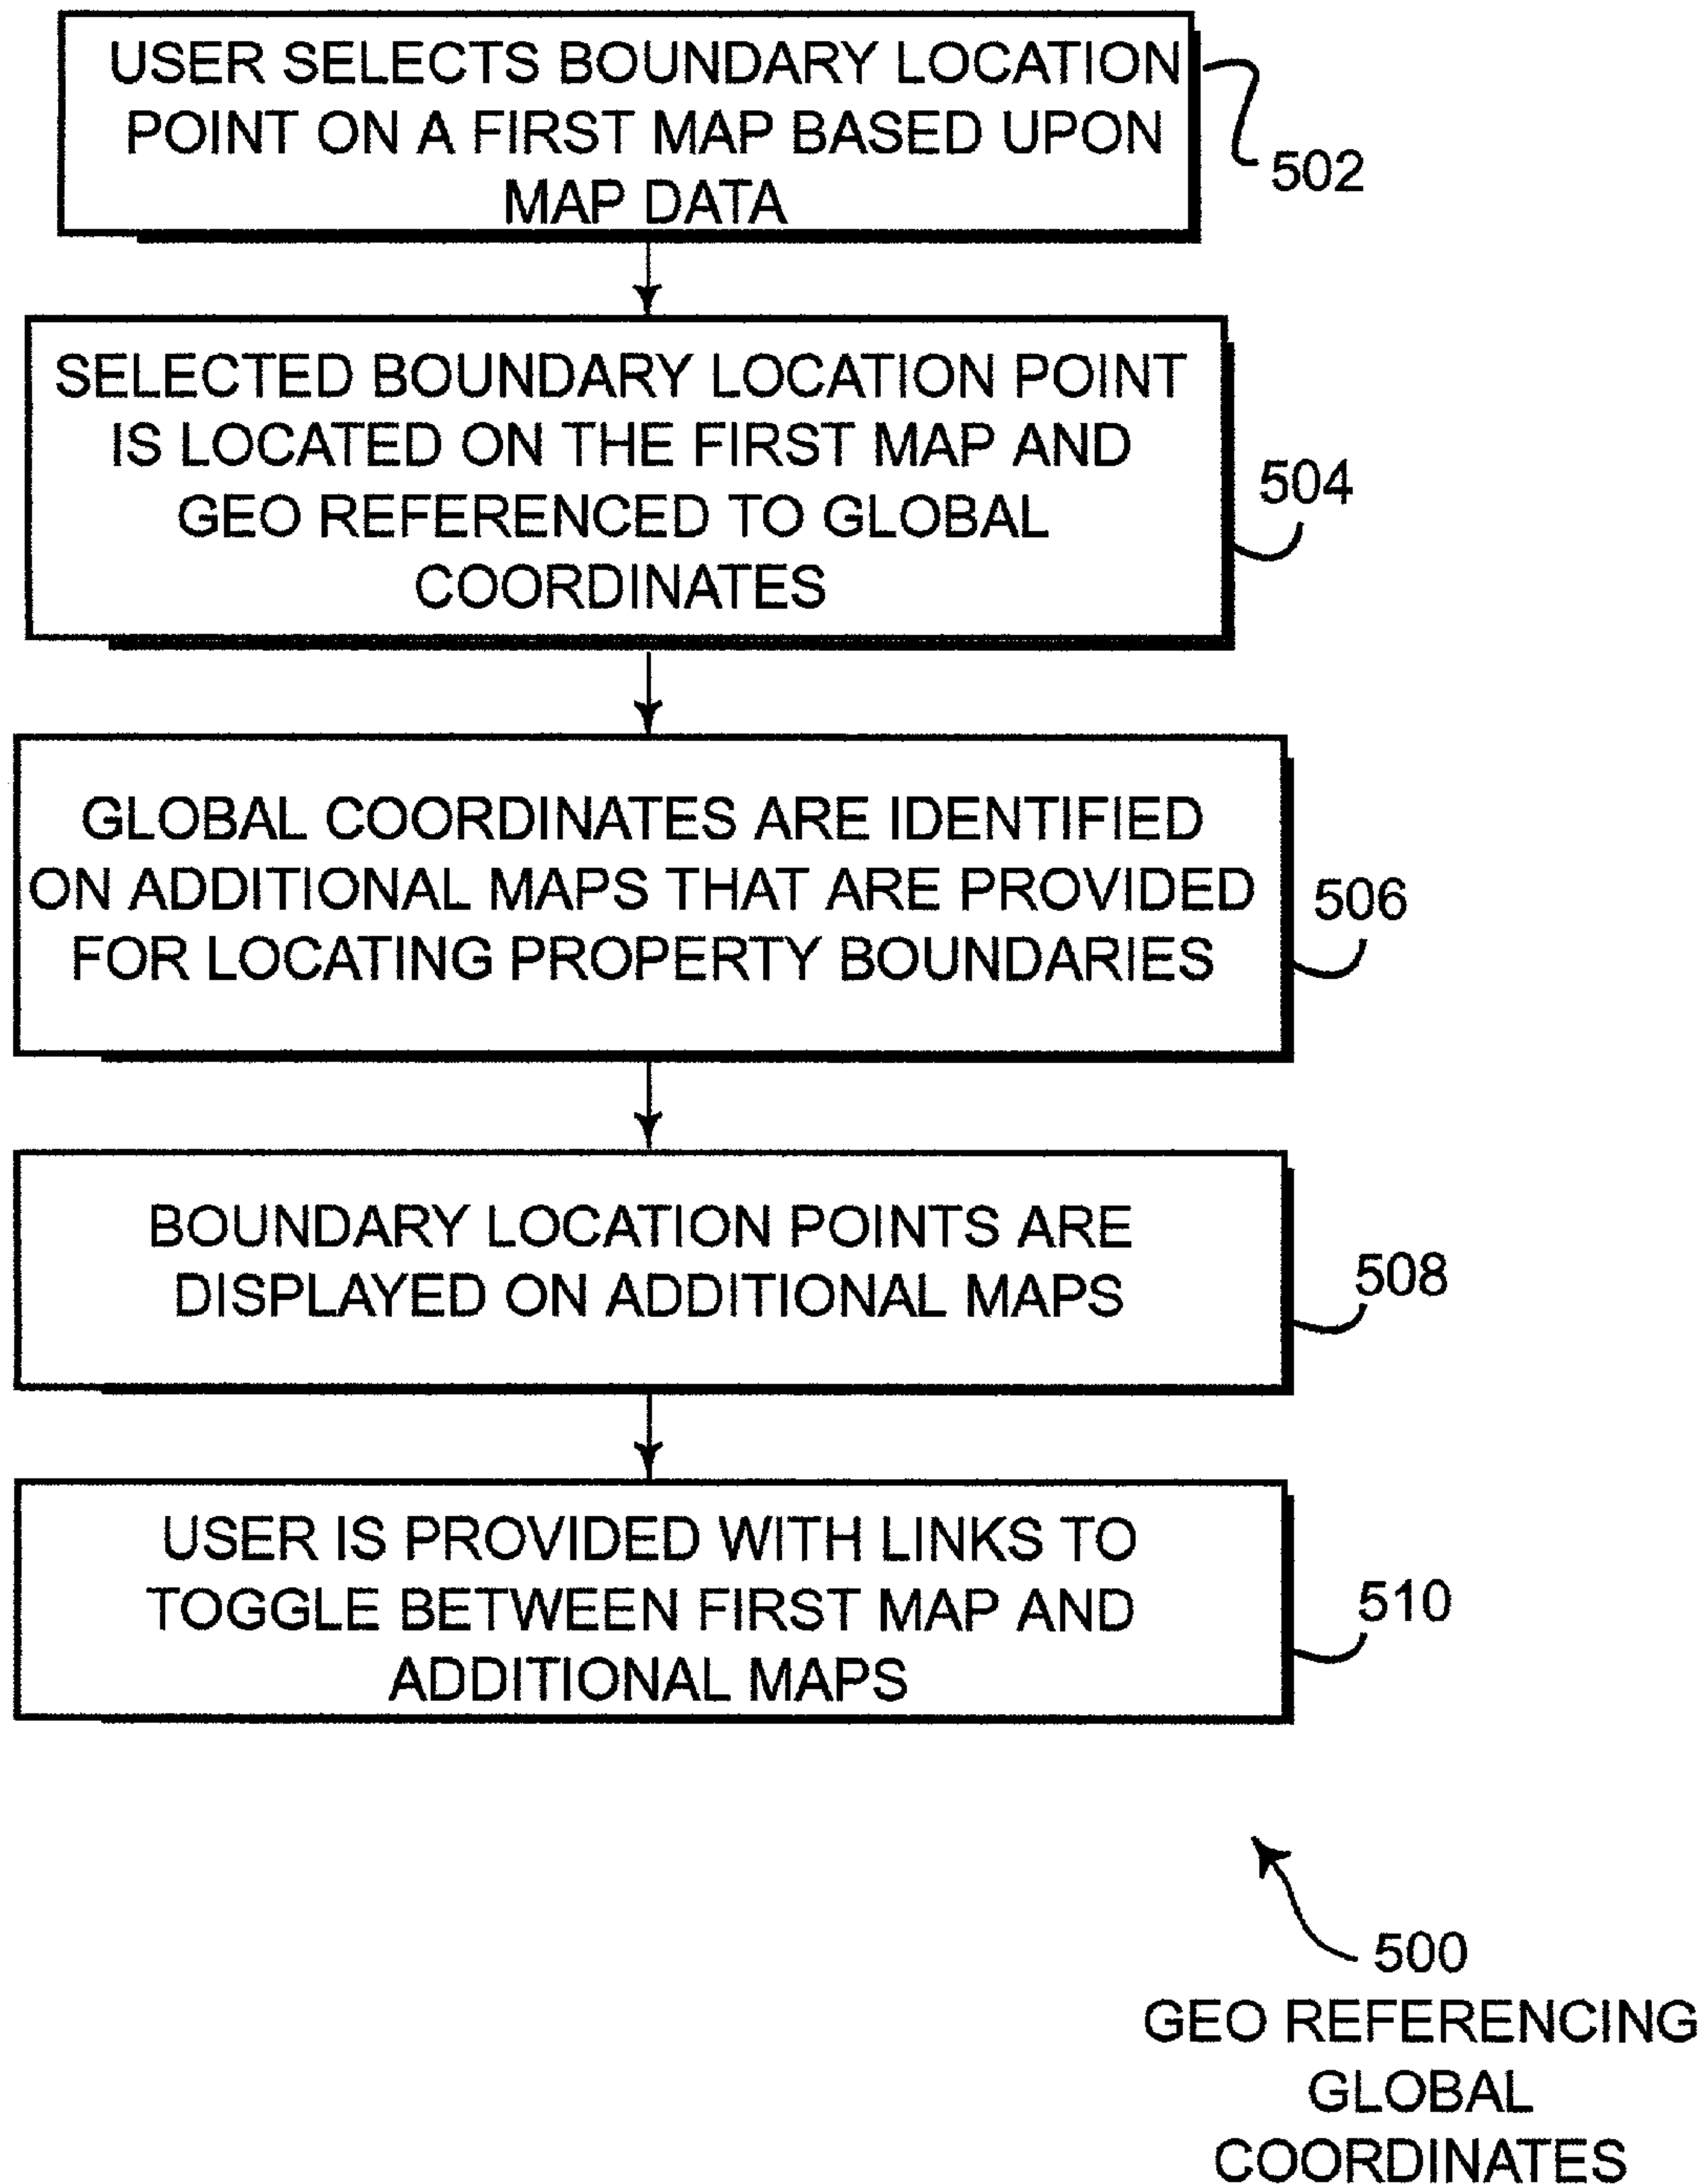 USER SELECTS BOUNDARY LOCATION
POINT ON A FIRST MAP BASED UPON
MAP DATA
502
SELECTED BOUNDARY LOCATION POINT
IS LOCATED ON THE FIRST MAP AND
GEO REFERENCED TO GLOBAL
COORDINATES
504
GLOBAL COORDINATES ARE IDENTIFIED
ON ADDITIONAL MAPS THAT ARE PROVIDED
FOR LOCATING PROPERTY BOUNDARIES
506
BOUNDARY LOCATION POINTS ARE
DISPLAYED ON ADDITIONAL MAPS
508
USER IS PROVIDED WITH LINKS TO
TOGGLE BETWEEN FIRST MAP AND
ADDITIONAL MAPS
510
500
GEO REFERENCING
GLOBAL
COORDINATES